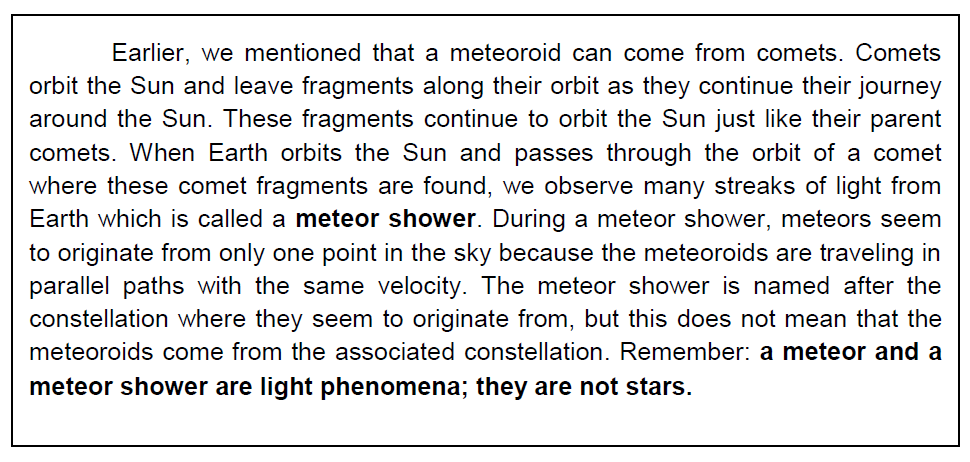 Earlier, we mentioned that a meteoroid can come from comets. Comets
orbit the Sun and leave fragments along their orbit as they continue their journey
around the Sun. These fragments continue to orbit the Sun just like their parent
comets. When Earth orbits the Sun and passes through the orbit of a comet
where these comet fragments are found, we observe many streaks of light from
Earth which is called a meteor shower. During a meteor shower, meteors seem
to originate from only one point in the sky because the meteoroids are traveling in
parallel paths with the same velocity. The meteor shower is named after the
constellation where they seem to originate from, but this does not mean that the
meteoroids come from the associated constellation. Remember: a meteor and a
meteor shower are light phenomena; they are not stars.